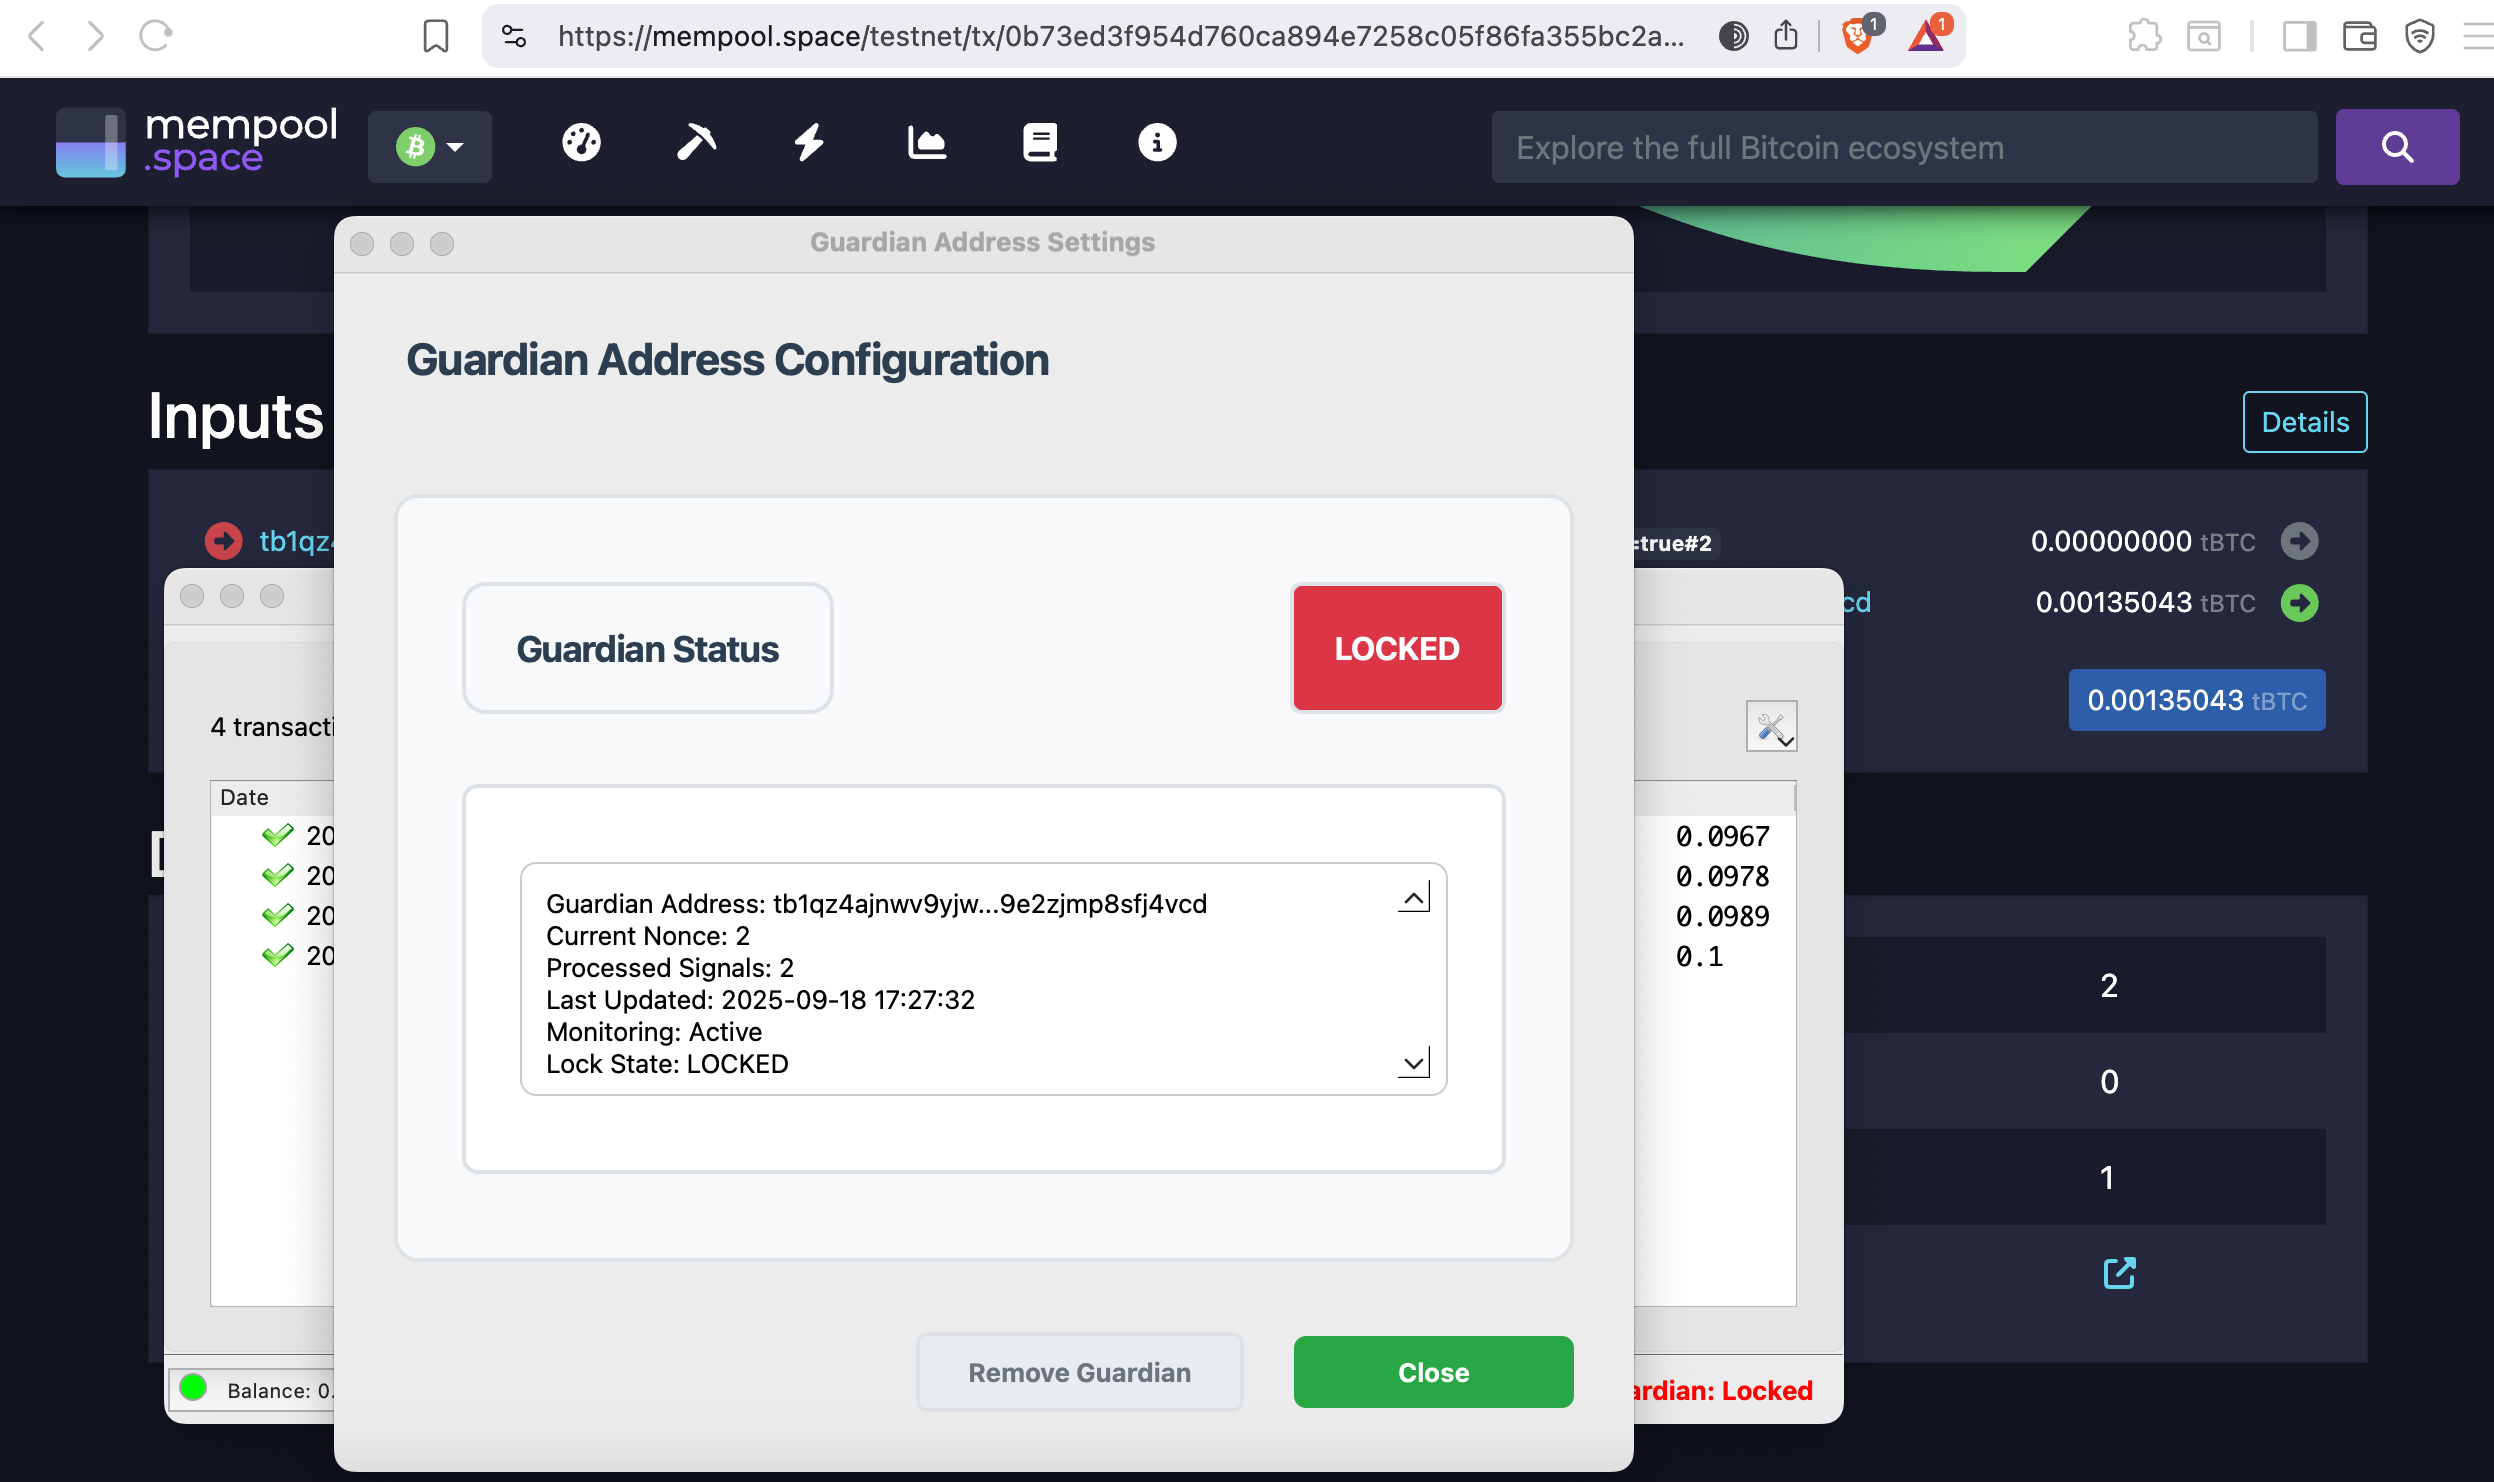 https://mempool.space/testnet/tx/0b73ed3f954d760ca894e7258c05f86fa355bc2a...
1
1
mempool
.space
Explore the full Bitcoin ecosystem
Guardian Address Settings
Guardian Address Configuration
Inputs
Details
tb1qz4
=true#2
0.00000000 tBTC
cd
0.00135043 tBTC
Guardian Status
LOCKED
0.00135043 tBTC
4 transacti
Date
20
0.0967
20
0.0978
20
0.0989
20
0.1
Guardian Address: tb1qz4ajnwv9yjw...9e2zjmp8sfj4vcd
Current Nonce: 2
Processed Signals: 2
Last Updated: 2025-09-18 17:27:32
Monitoring: Active
Lock State: LOCKED
2
0
1
Remove Guardian
Close
Balance: 0.
ardian: Locked